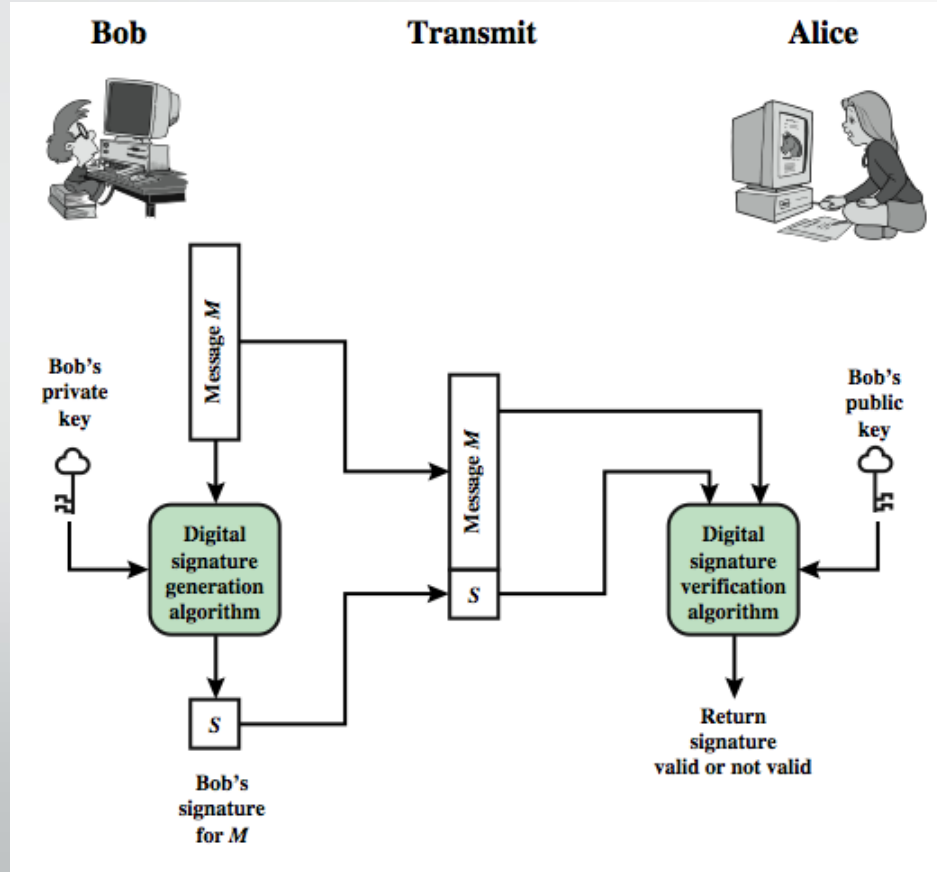 Bob
Transmit
Alice
Message M
Bob's
private
key
Digital
signature
generation
algorithm
S
Bob's
signature
for M
Message M
S
Bob's
public
key
Digital
signature
verification
algorithm
Return
signature
valid or not valid